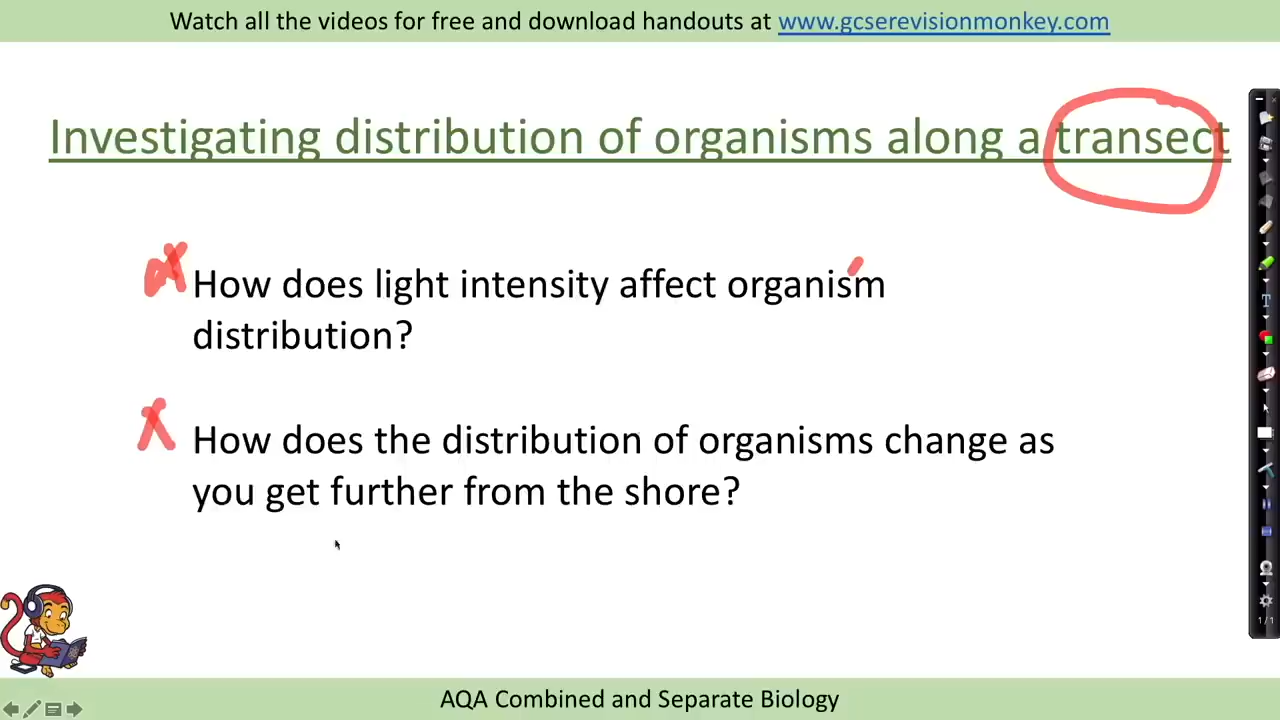 Watch all the videos for free and download handouts at www.gcserevisionmonkey.com
Investigating distribution of organisms along a transect
How does light intensity affect organism
distribution?
How does the distribution of organisms change as
you get further from the shore?
T
1/1
AQA Combined and Separate Biology